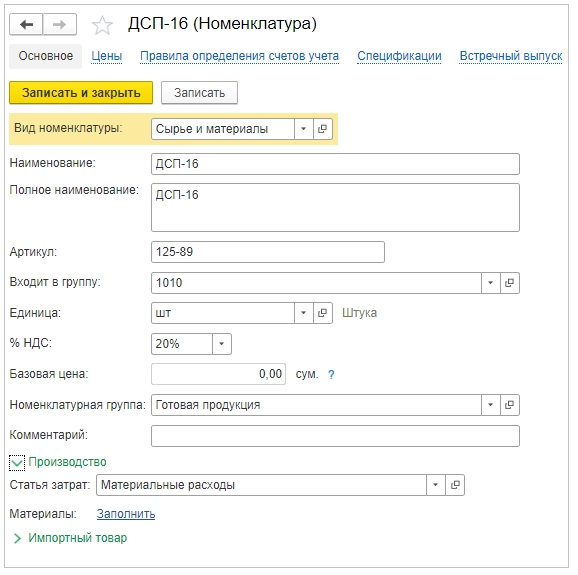 ДСП-16 (Номенклатура)
Основное Цены Правила определения счетов учета Спецификации Встречный выпуск
Записать и закрыть Записать
Вид номенклатуры: Сырье и материалы
Наименование: ДСП-16
Полное наименование: ДСП-16
Артикул: 125-89
Входит в группу: 1010
Единица: шт Штука
% НДС: 20%
Базовая цена: 0,00 сум. ?
Номенклатурная группа: Готовая продукция
Комментарий:
Производство
Статья затрат: Материальные расходы
Материалы: Заполнить
Импортный товар